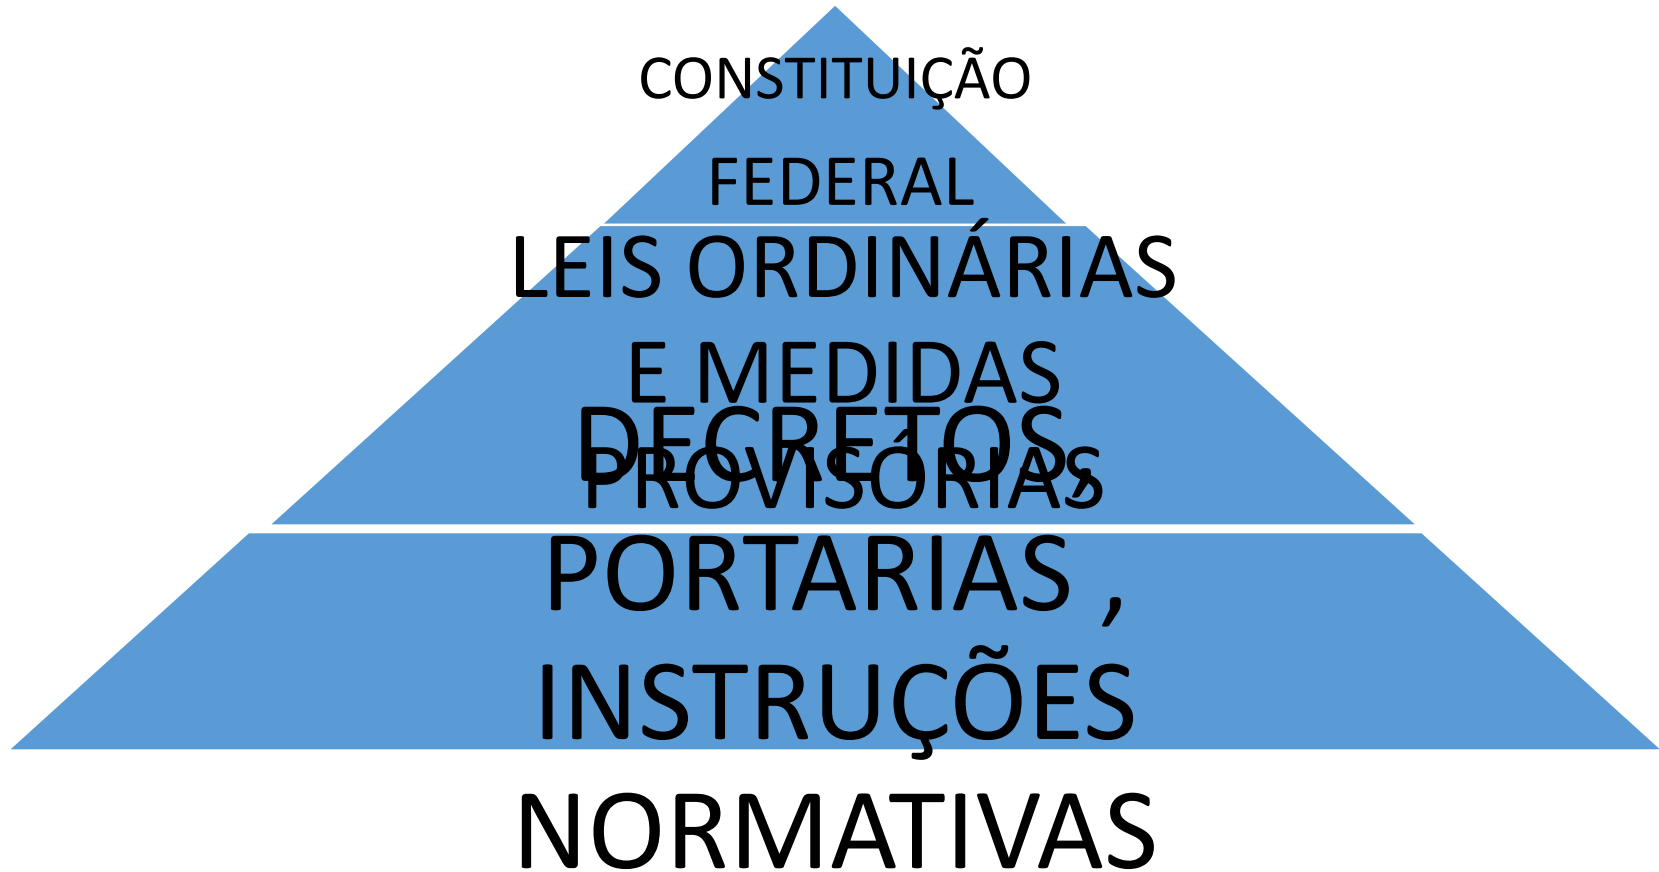 CONSTITUIÇÃO
FEDERAL
LEIS ORDINÁRIAS
E MEDIDAS
PROVISÓRIAS
DECRETOS,
PORTARIAS ,
INSTRUÇÕES
NORMATIVAS